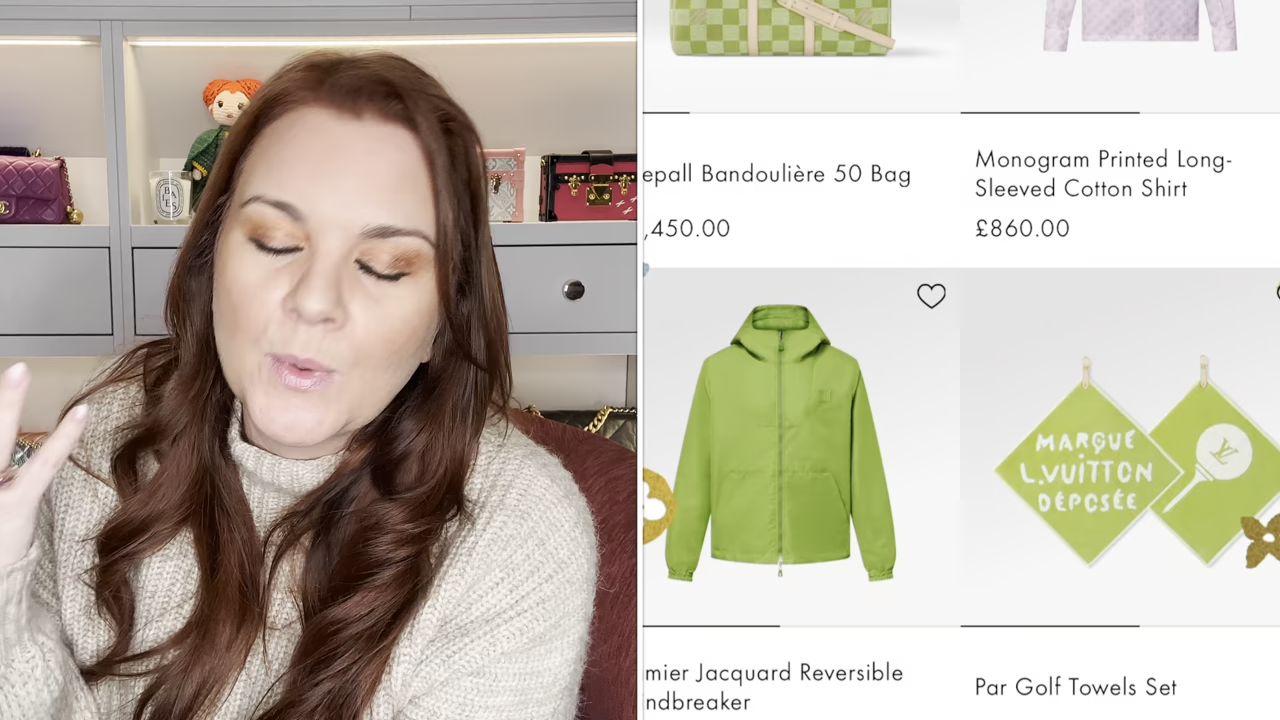 epall Bandoulière 50 Bag
,450.00
Monogram Printed Long-
Sleeved Cotton Shirt
£860.00
MARQUE
L.VUITTON
DÉPOSÉE
LV
mier Jacquard Reversible
ndbreaker
Par Golf Towels Set